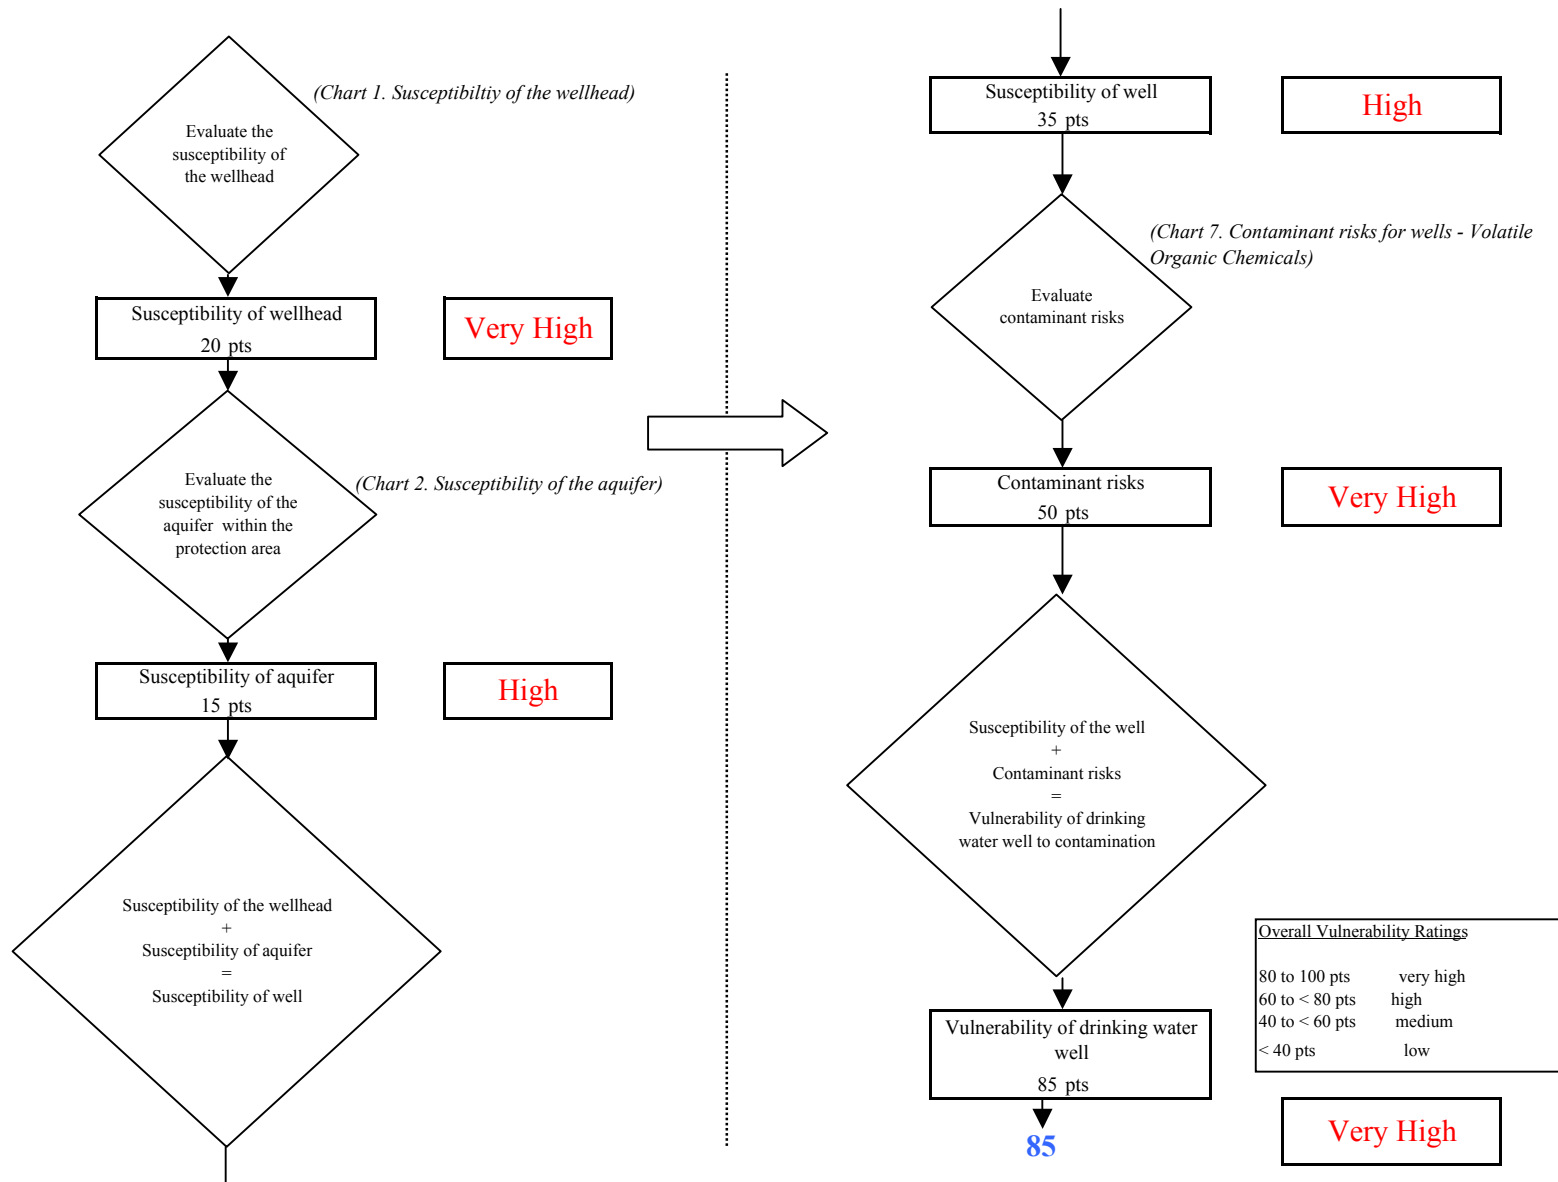 (Chart 1. Susceptibiltiy of the wellhead)
Evaluate the
susceptibility of
the wellhead
Susceptibility of wellhead
20 pts
Very High
Evaluate the
susceptibility of the
aquifer within the
protection area
(Chart 2. Susceptibility of the aquifer)
Susceptibility of aquifer
15 pts
High
Susceptibility of the wellhead
+
Susceptibility of aquifer
=
Susceptibility of well
Susceptibility of well
35 pts
High
(Chart 7. Contaminant risks for wells - Volatile
Organic Chemicals)
Evaluate
contaminant risks
Contaminant risks
50 pts
Very High
Susceptibility of the well
+
Contaminant risks
=
Vulnerability of drinking
water well to contamination
Overall Vulnerability Ratings
80 to 100 pts very high
60 to < 80 pts high
40 to < 60 pts medium
< 40 pts low
Vulnerability of drinking water
well
85 pts
85
Very High